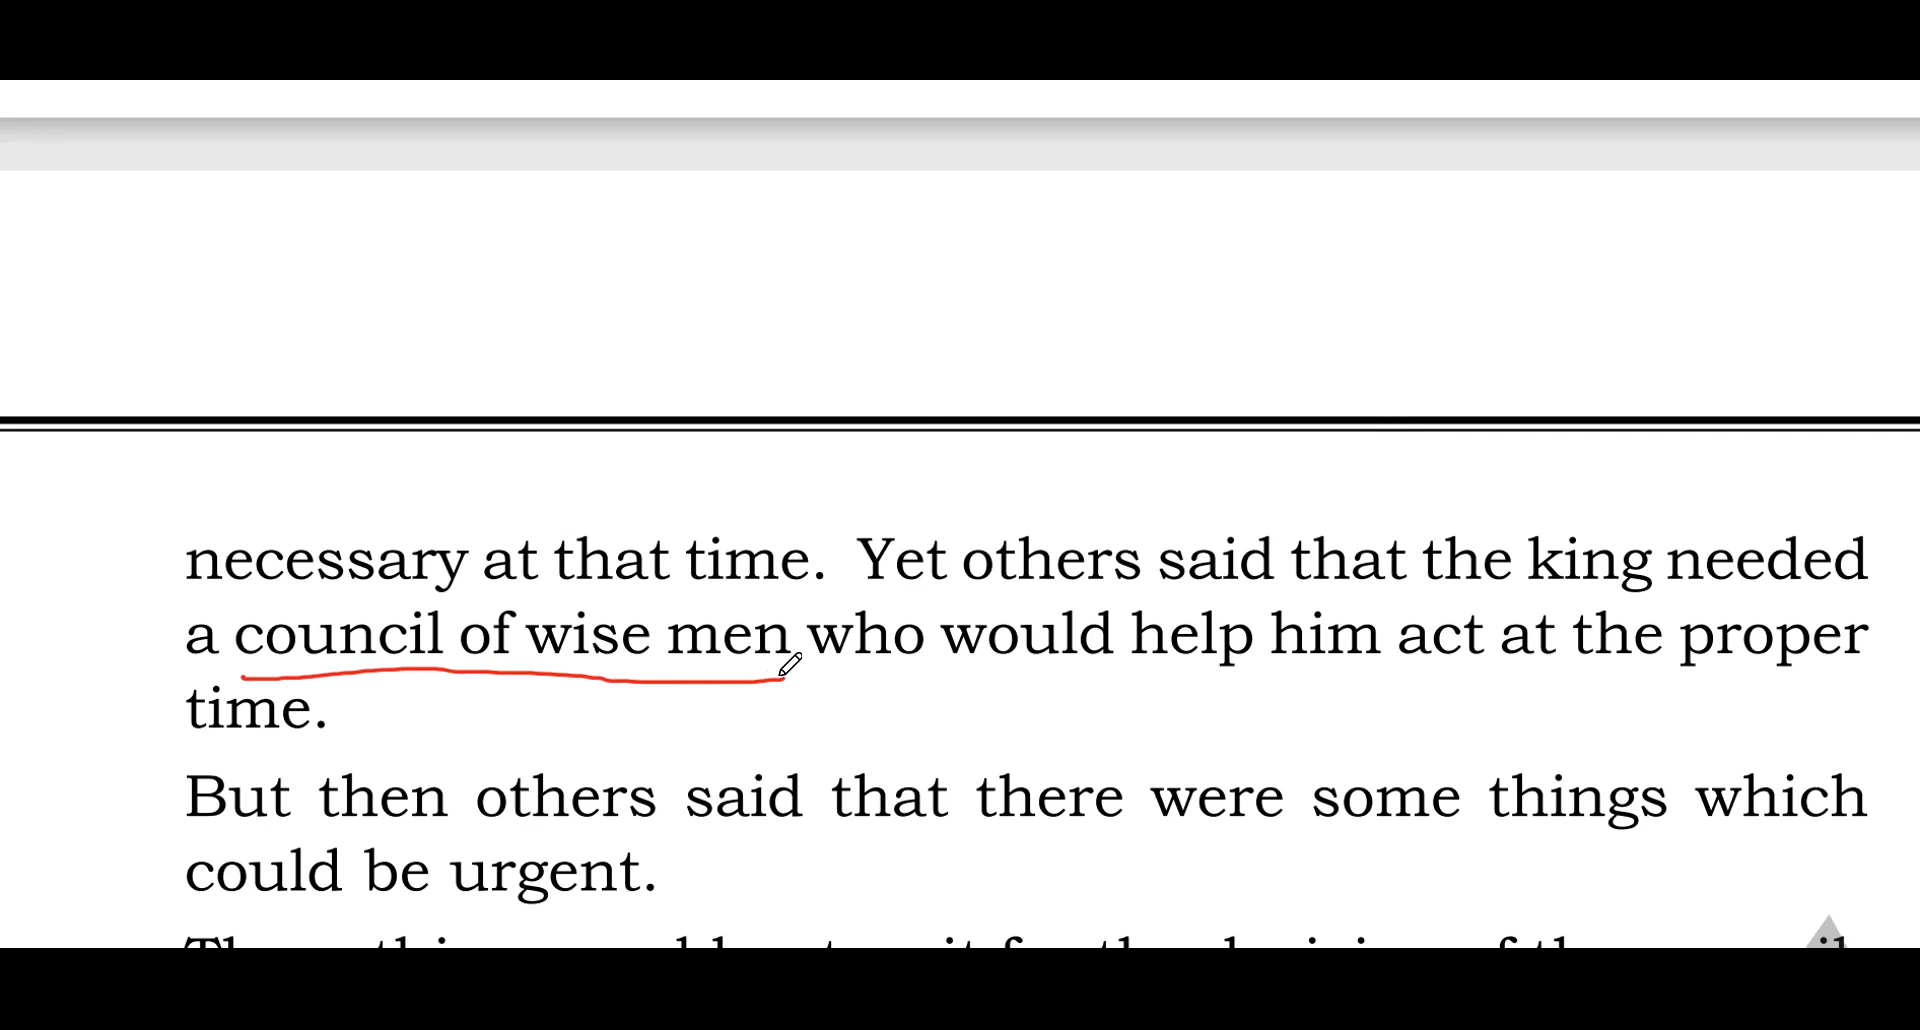 necessary at that time. Yet others said that the king needed
a council of wise men who would help him act at the proper
time.
But then others said that there were some things which
could be urgent.